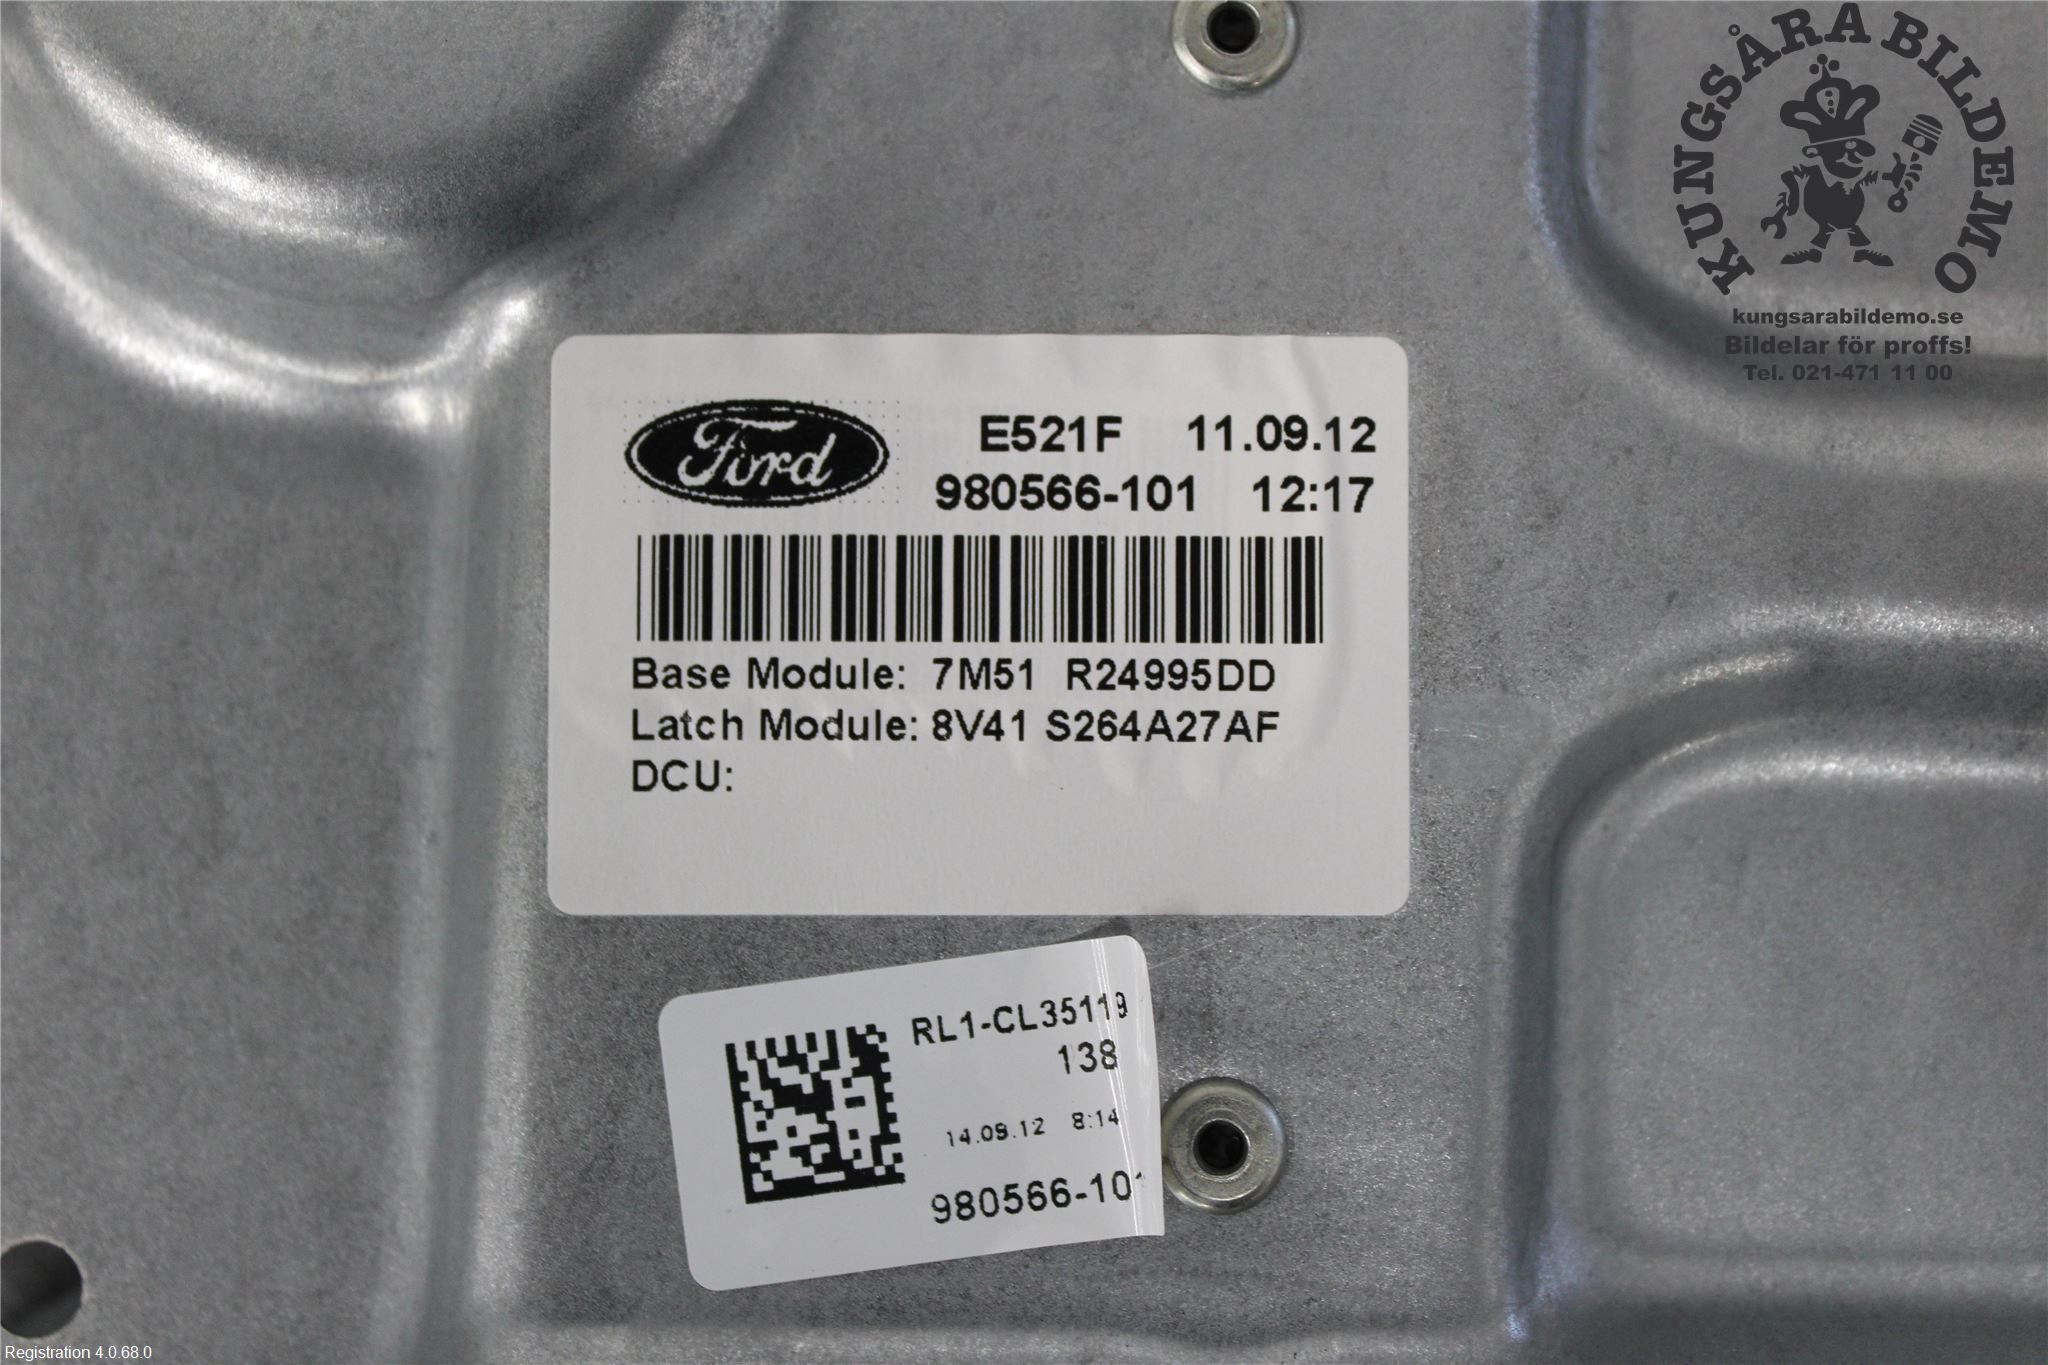 KUNGSÅRA BILDEMO
kungsarabildemo.se
Bildelar för proffs!
Tel. 021-471 11 00
Ford
E521F 11.09.12
980566-101 12:17
Base Module: 7M51 R24995DD
Latch Module: 8V41 S264A27AF
DCU:
RL1-CL35119
138
14.09.12 8:14
980566-101
Registration 4.0.68.0